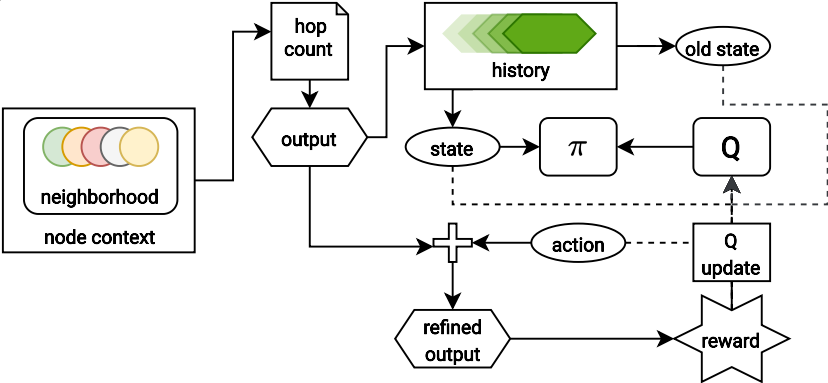 hop
count
history
old state
output
state
π
Q
neighborhood
node context
action
Q
update
refined
output
reward